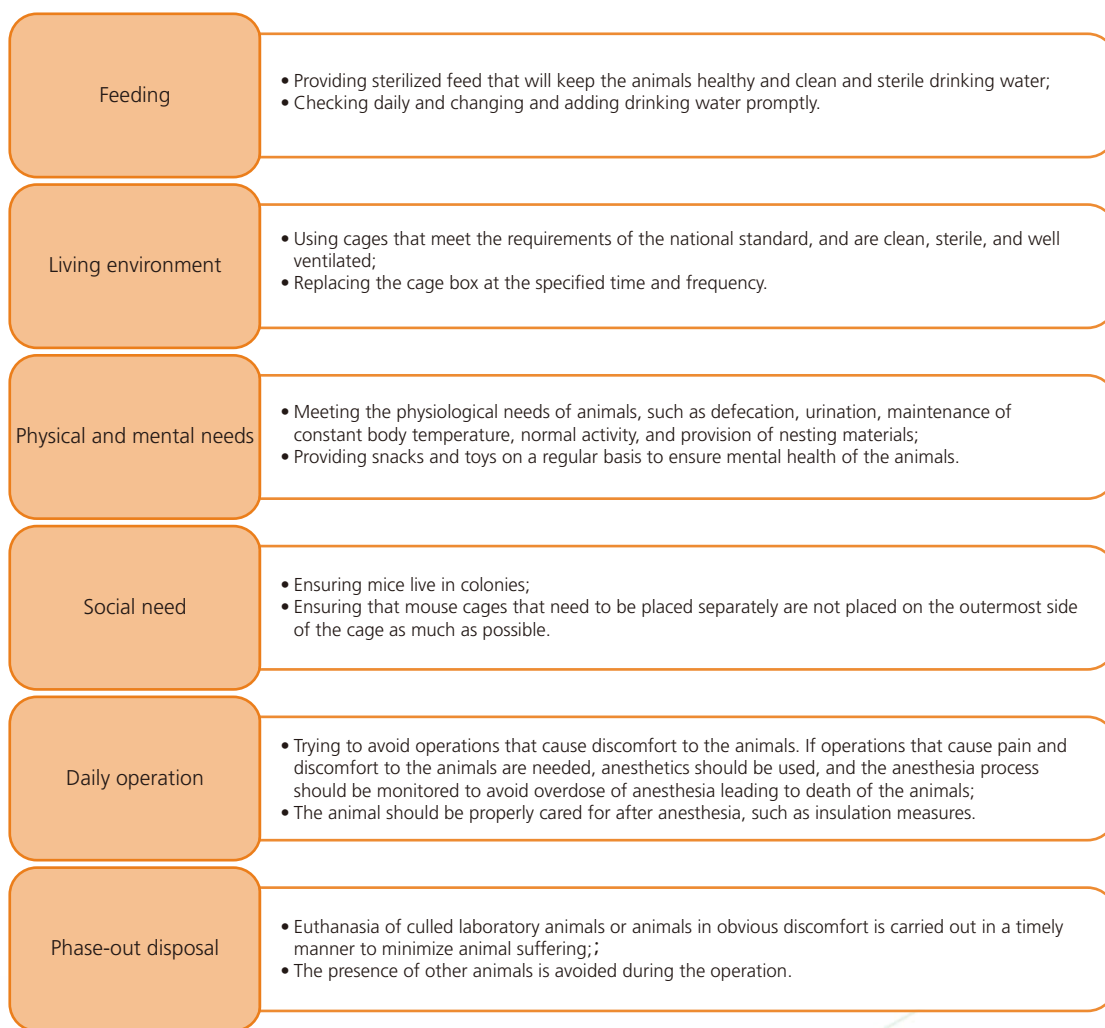 Feeding
• Providing sterilized feed that will keep the animals healthy and clean and sterile drinking water;
• Checking daily and changing and adding drinking water promptly.
Living environment
• Using cages that meet the requirements of the national standard, and are clean, sterile, and well
ventilated;
• Replacing the cage box at the specified time and frequency.
Physical and mental needs
• Meeting the physiological needs of animals, such as defecation, urination, maintenance of
constant body temperature, normal activity, and provision of nesting materials;
• Providing snacks and toys on a regular basis to ensure mental health of the animals.
Social need
• Ensuring mice live in colonies;
• Ensuring that mouse cages that need to be placed separately are not placed on the outermost side
of the cage as much as possible.
Daily operation
• Trying to avoid operations that cause discomfort to the animals. If operations that cause pain and
discomfort to the animals are needed, anesthetics should be used, and the anesthesia process
should be monitored to avoid overdose of anesthesia leading to death of the animals;
• The animal should be properly cared for after anesthesia, such as insulation measures.
Phase-out disposal
• Euthanasia of culled laboratory animals or animals in obvious discomfort is carried out in a timely
manner to minimize animal suffering;；
• The presence of other animals is avoided during the operation.